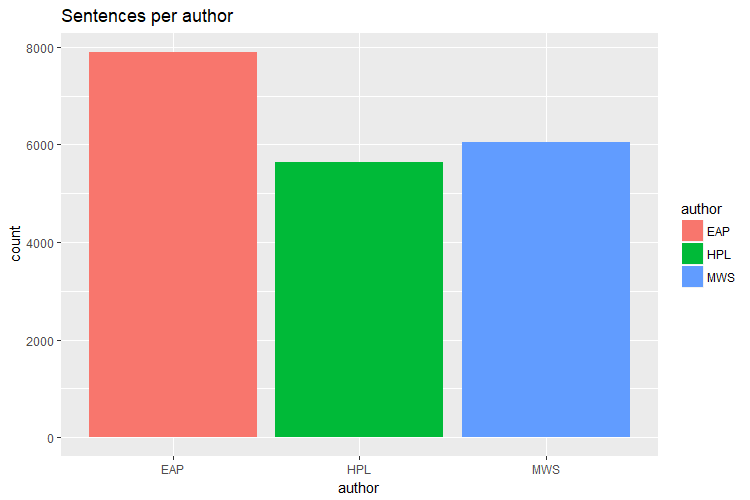 Sentences per author
8000
6000
4000
2000
0
count
EAP
HPL
MWS
author
author
EAP
HPL
MWS